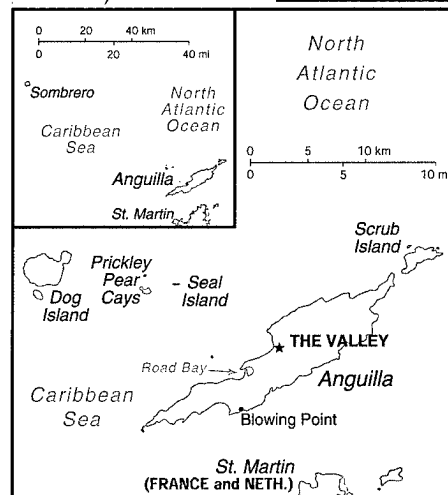 0 20 40 km
0 20 40 mi
Sombrero
North
Atlantic
Ocean
Caribbean
Sea
Anguilla
St. Martin
North
Atlantic
Ocean
0 5 10 km
0 5 10 m
Scrub
Island
Prickley
Pear
Cays
Seal
Island
Dog
Island
THE VALLEY
Road Bay
Anguilla
Caribbean
Sea
Blowing Point
St. Martin
(FRANCE and NETH.)